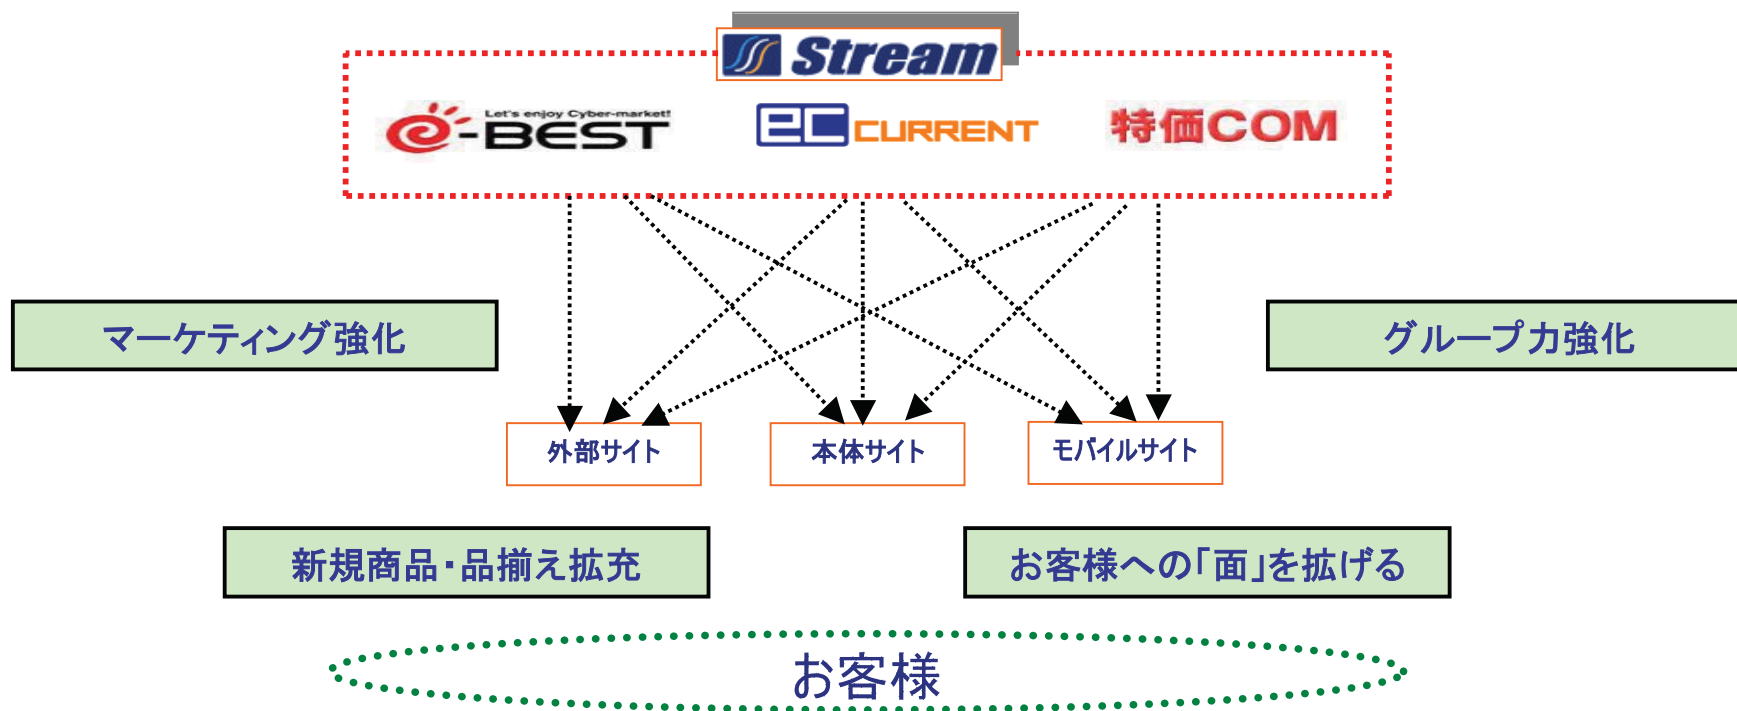 Stream
Let's enjoy Cyber-market!
e-BEST
EC CURRENT
特価COM
マーケティング強化
グループ力強化
外部サイト
本体サイト
モバイルサイト
新規商品・品揃え拡充
お客様への「面」を拡げる
お客様